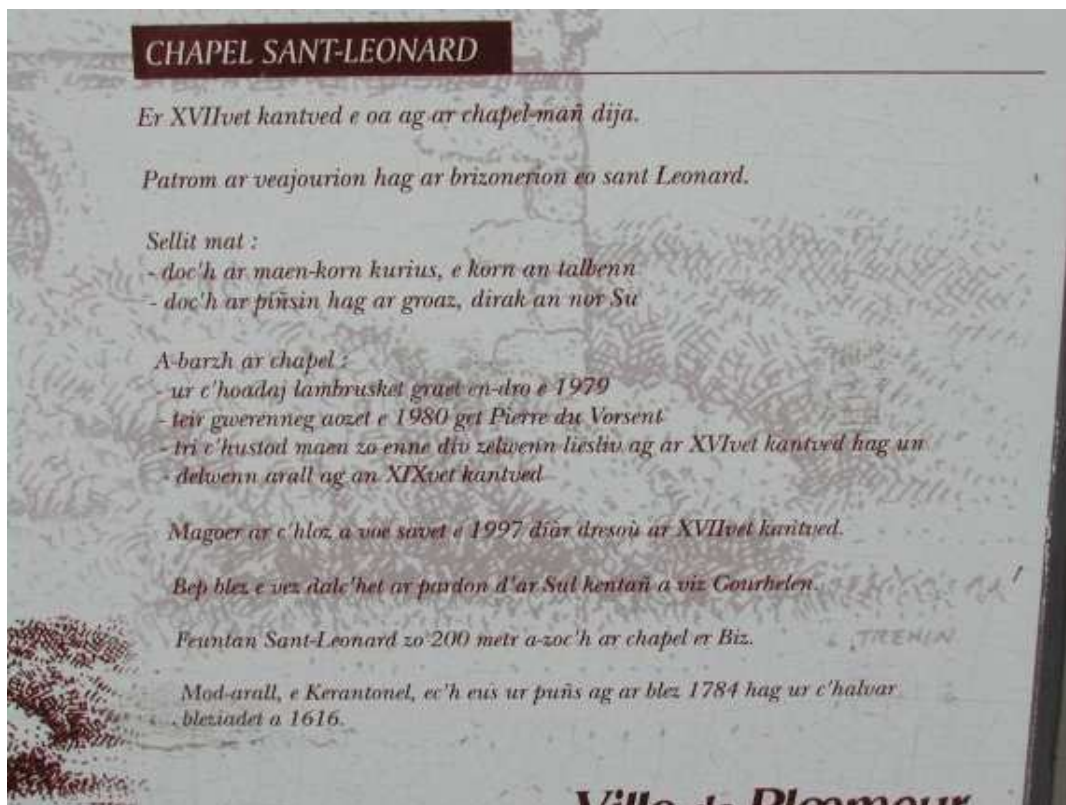 CHAPEL SANT-LEONARD
Er XVIIvet kantved e oa ag ar chapel-mañ dija.
Patrom ar veajourion hag ar brizonerion eo sant Leonard.
Sellit mat :
- doc'h ar maen-korn kurius, e korn an talbenn
- doc'h ar piñsin hag ar groaz, dirak an nor Su
A-barzh ar chapel :
- ur c'hoadaj lambrusket graet en-dro e 1979
- teir gwerenneg aozet e 1980 get Pierre du Vorsent
- tri c'hustod maen zo enne div zelwenn liesliv ag ar XVIvet kantved hag un
- delwenn arall ag an XIXvet kantved
Magoer ar c'hloz a voe savet e 1997 diàr dresoù ar XVIIvet kantved.
Bep blez e vez dalc'het ar pardon d'ar Sul kentañ a viz Gourhelen.
Feuntan Sant-Leonard zo 200 metr a-zoc'h ar chapel er Biz.
TREHIN
Mod-arall, e Kerantonel, ec'h eus ur puñs ag ar blez 1784 hag ur c'halvar
bleziadet a 1616.
Ville de Plœmeur